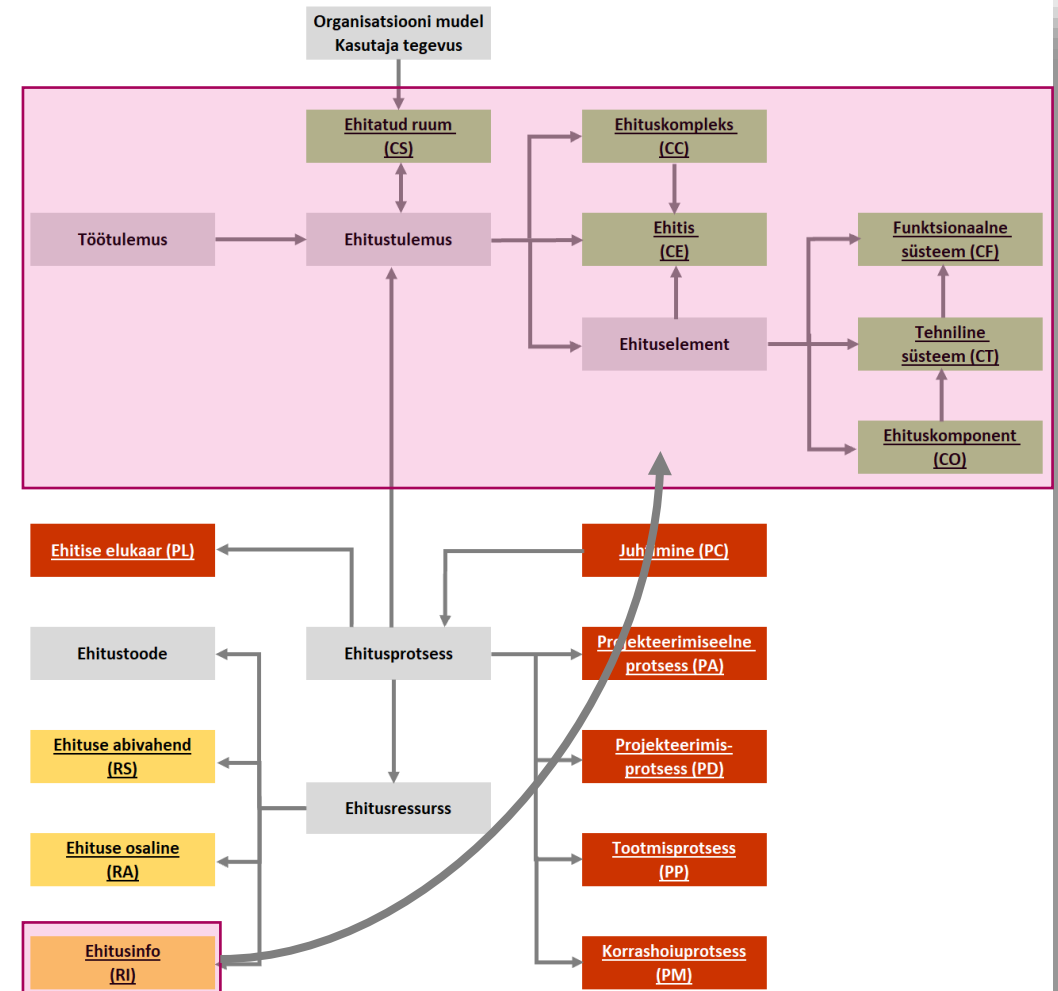 Organisatsiooni mudel
Kasutaja tegevus
Ehitatud ruum
(CS)
Ehituskompleks
(CC)
Töötulemus
Ehitustulemus
Ehitis
(CE)
Funktsionaalne
süsteem (CF)
Ehituselement
Tehniline
süsteem (CT)
Ehituskomponent
(CO)
Ehitise elukaar (PL)
Juhtimine (PC)
Ehitustoode
Ehitusprotsess
Projekteerimiseelne
protsess (PA)
Ehituse abivahend
(RS)
Projekteerimis-
protsess (PD)
Ehitusressurss
Ehituse osaline
(RA)
Tootmisprotsess
(PP)
Ehitusinfo
(RI)
Korrashoiuprotsess
(PM)